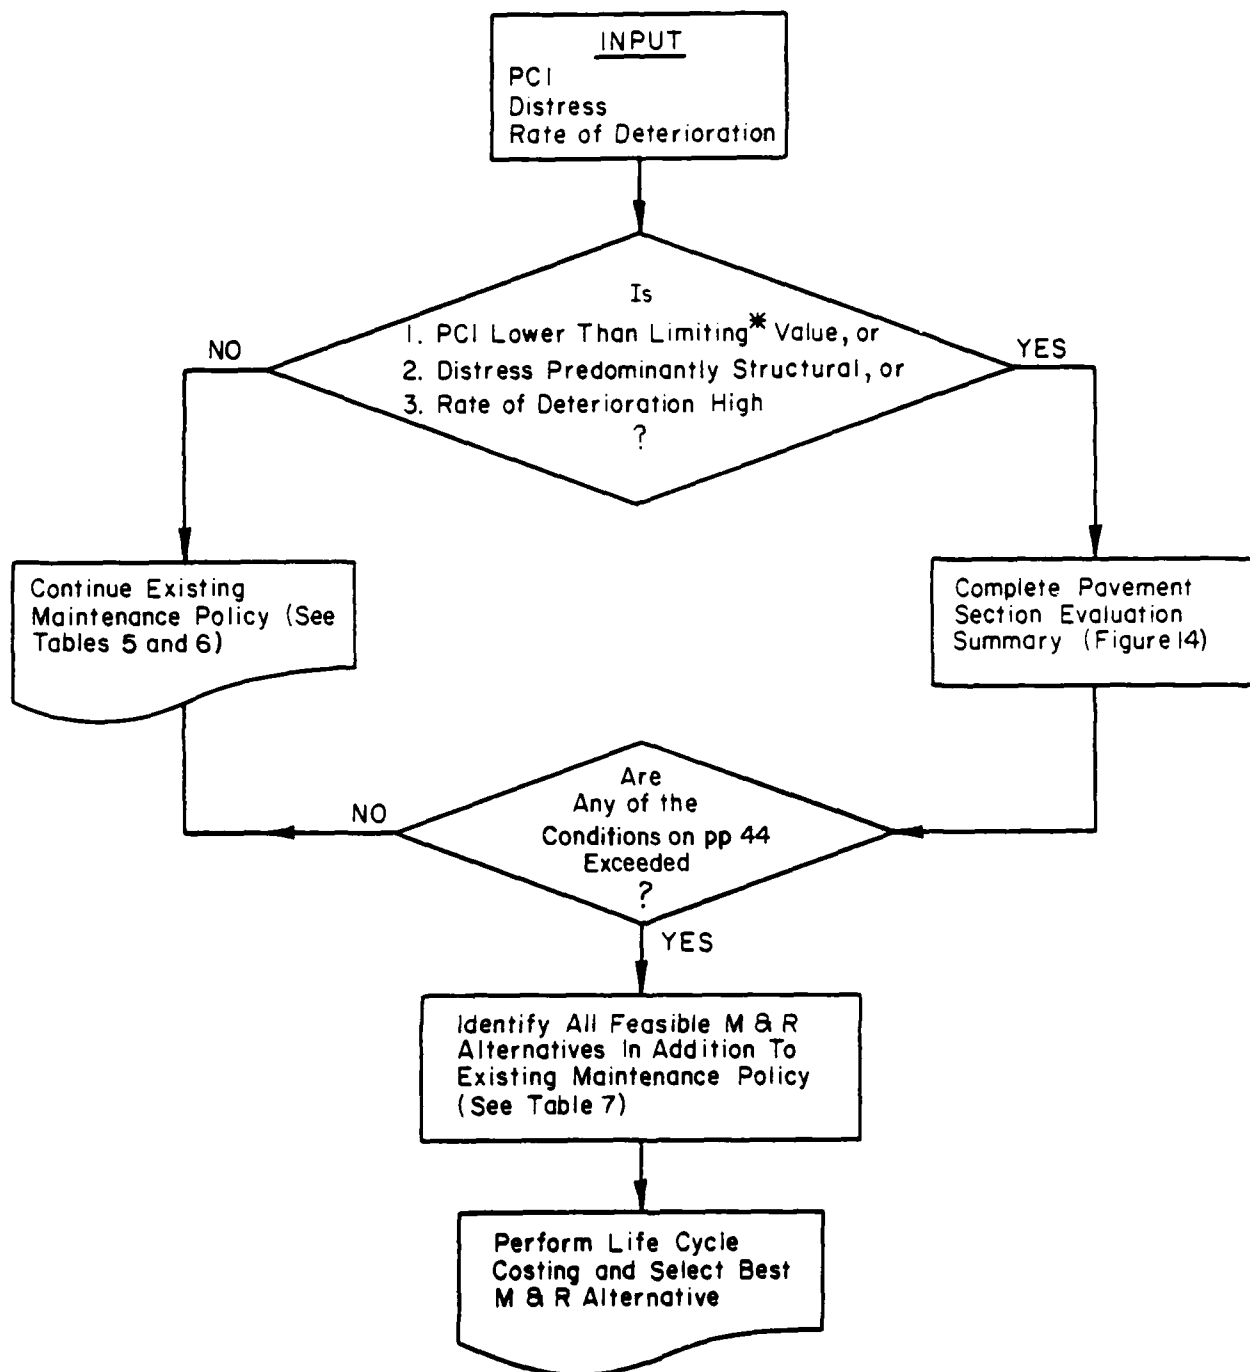 INPUT
PCI
Distress
Rate of Deterioration
Is
1. PCI Lower Than Limiting* Value, or
2. Distress Predominantly Structural, or
3. Rate of Deterioration High
?
NO
YES
Continue Existing
Maintenance Policy (See
Tables 5 and 6)
Complete Pavement
Section Evaluation
Summary (Figure 14)
Are
Any of the
Conditions on pp 44
Exceeded
?
NO
YES
Identify All Feasible M & R
Alternatives In Addition To
Existing Maintenance Policy
(See Table 7)
Perform Life Cycle
Costing and Select Best
M & R Alternative